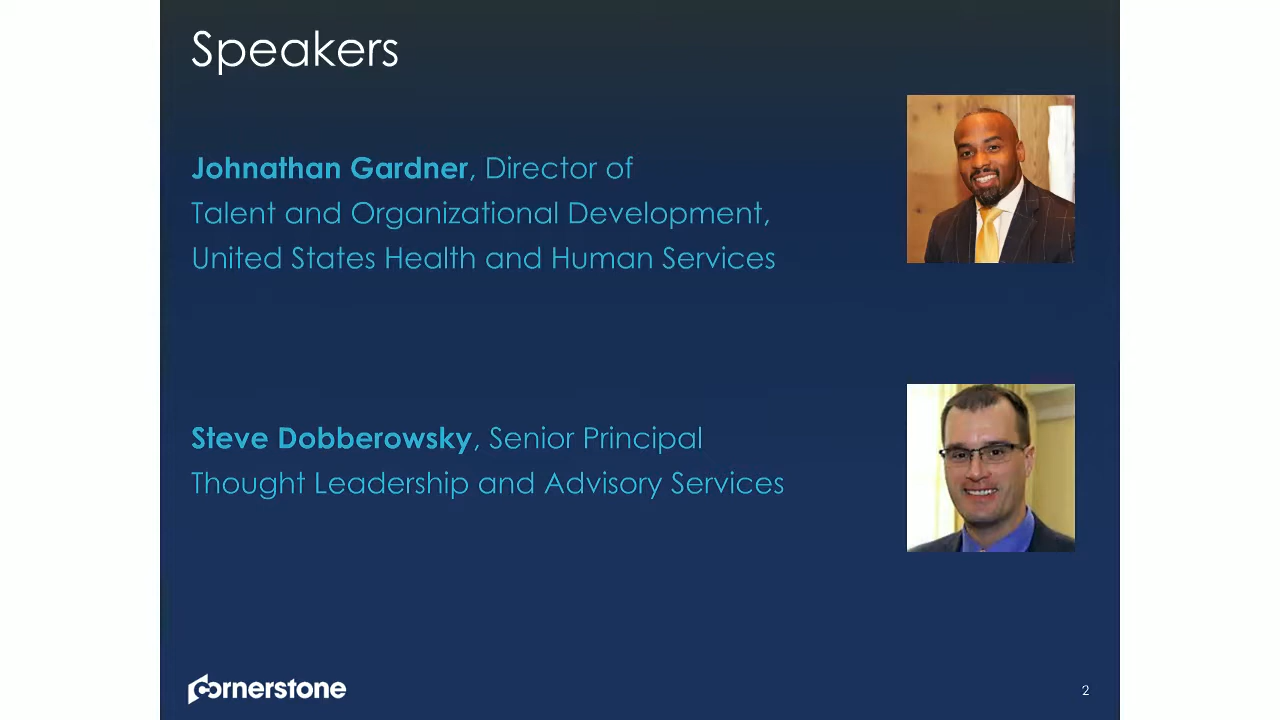 Speakers
Johnathan Gardner, Director of
Talent and Organizational Development,
United States Health and Human Services
Steve Dobberowsky, Senior Principal
Thought Leadership and Advisory Services
cornerstone
2